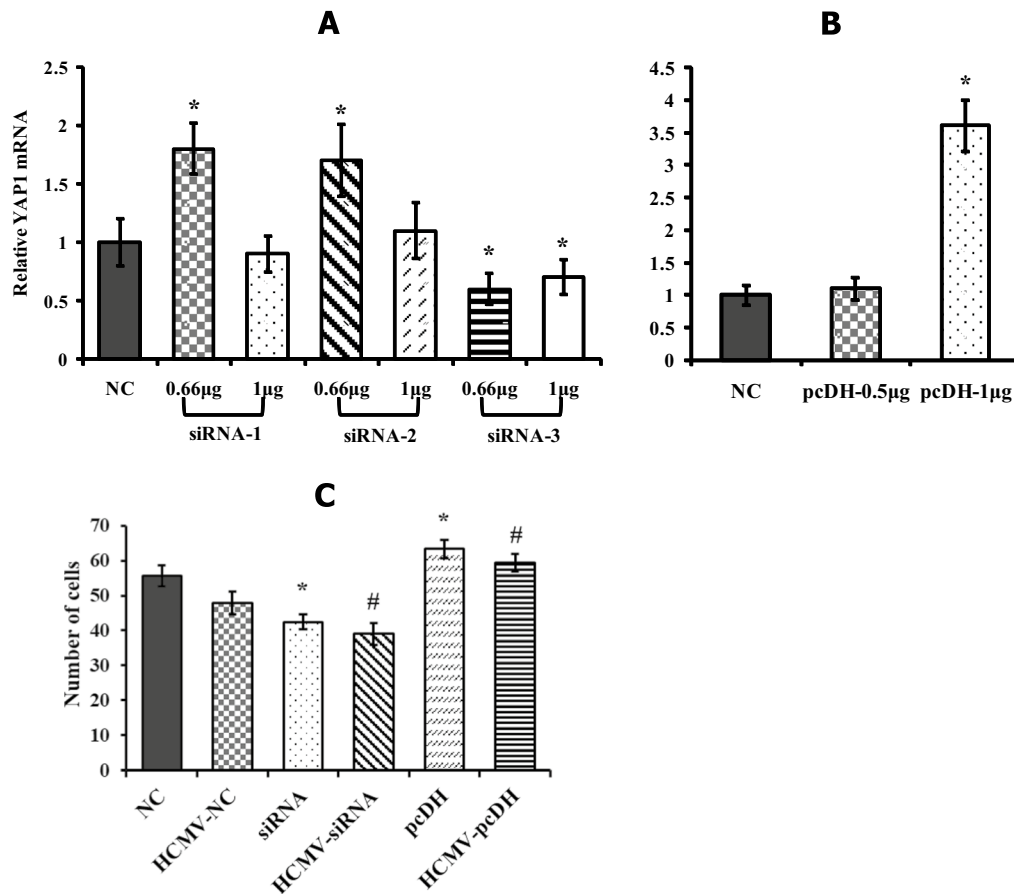 A
Relative YAP1 mRNA
2.5
2
1.5
1
0.5
0
*
*
*
*
NC
0.66μg
1μg
0.66μg
1μg
0.66μg
1μg
siRNA-1
siRNA-2
siRNA-3
B
4.5
4
3.5
3
2.5
2
1.5
1
0.5
0
*
NC
pcDH-0.5μg
pcDH-1μg
C
Number of cells
70
60
50
40
30
20
10
0
*
#
*
#
NC
HCMV-NC
siRNA
HCMV-siRNA
pcDH
HCMV-pcDH